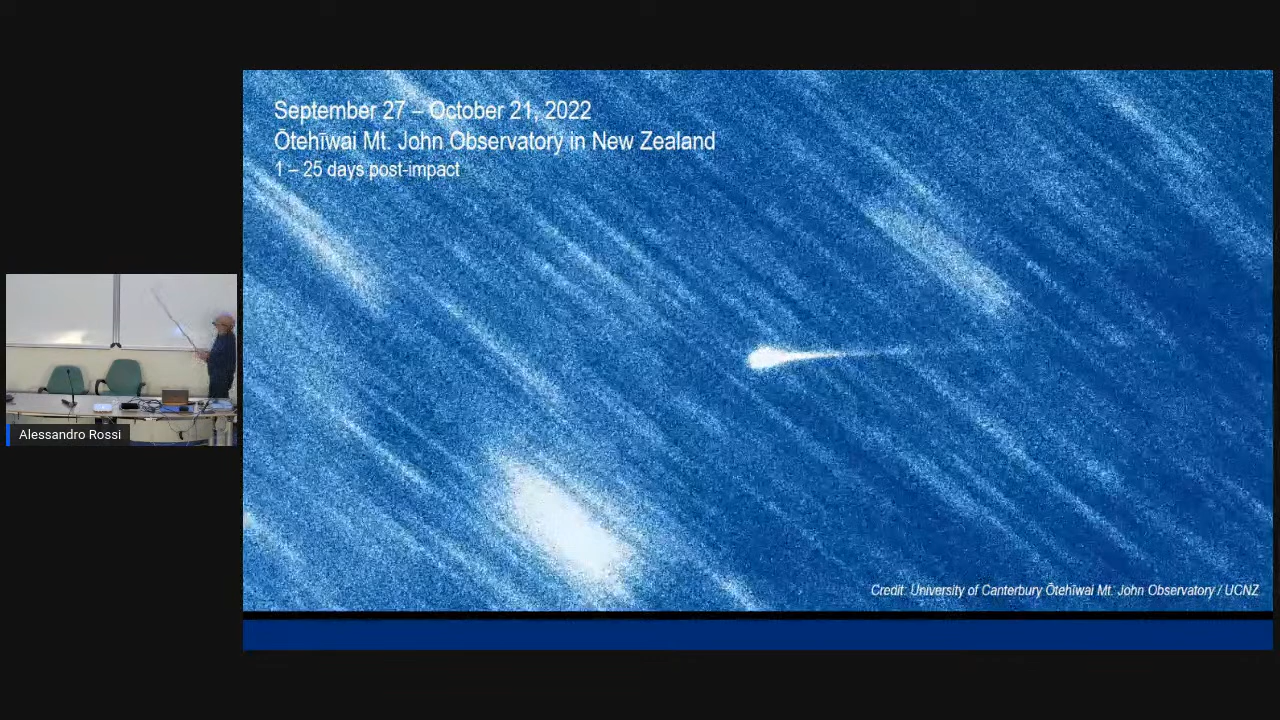 September 27 – October 21, 2022
Ōtehīwai Mt. John Observatory in New Zealand
1 – 25 days post-impact
Alessandro Rossi
Credit: University of Canterbury Ōtehīwai Mt. John Observatory / UCNZ